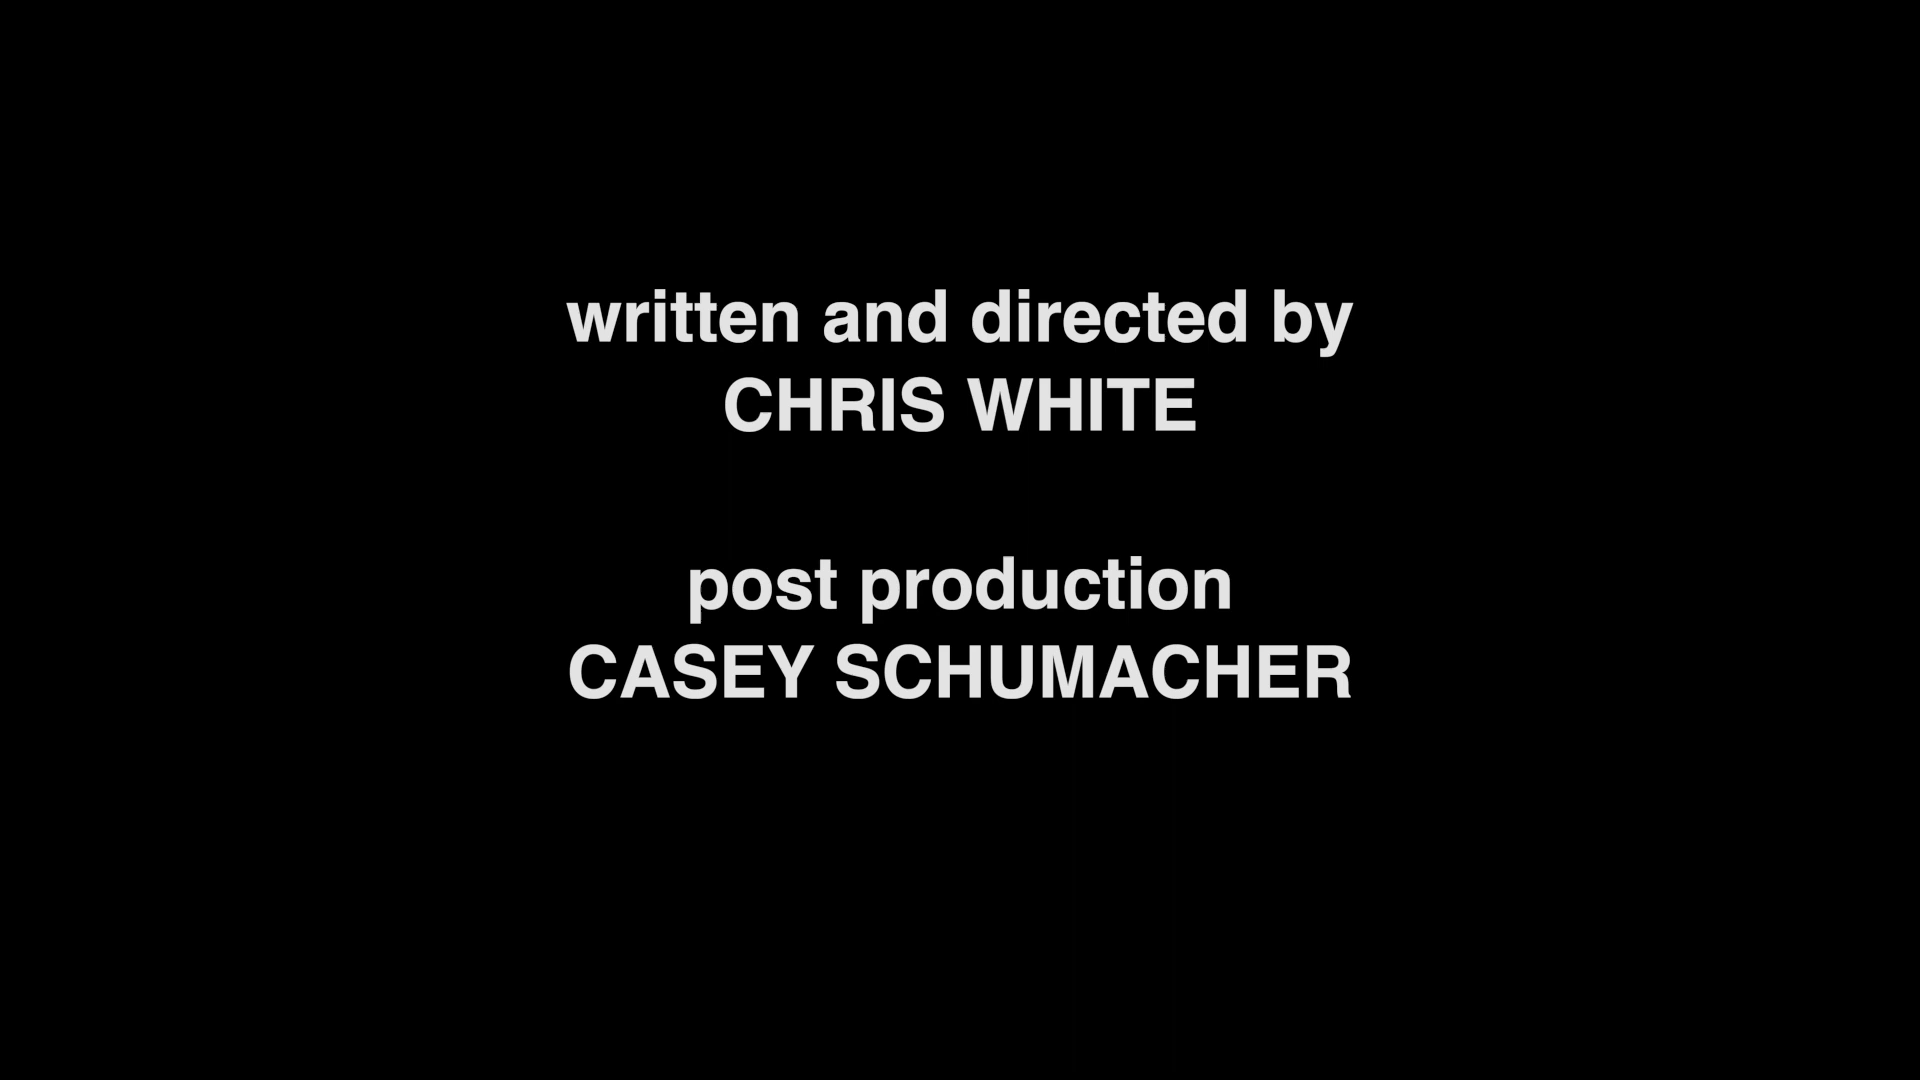 written and directed by
CHRIS WHITE
post production
CASEY SCHUMACHER